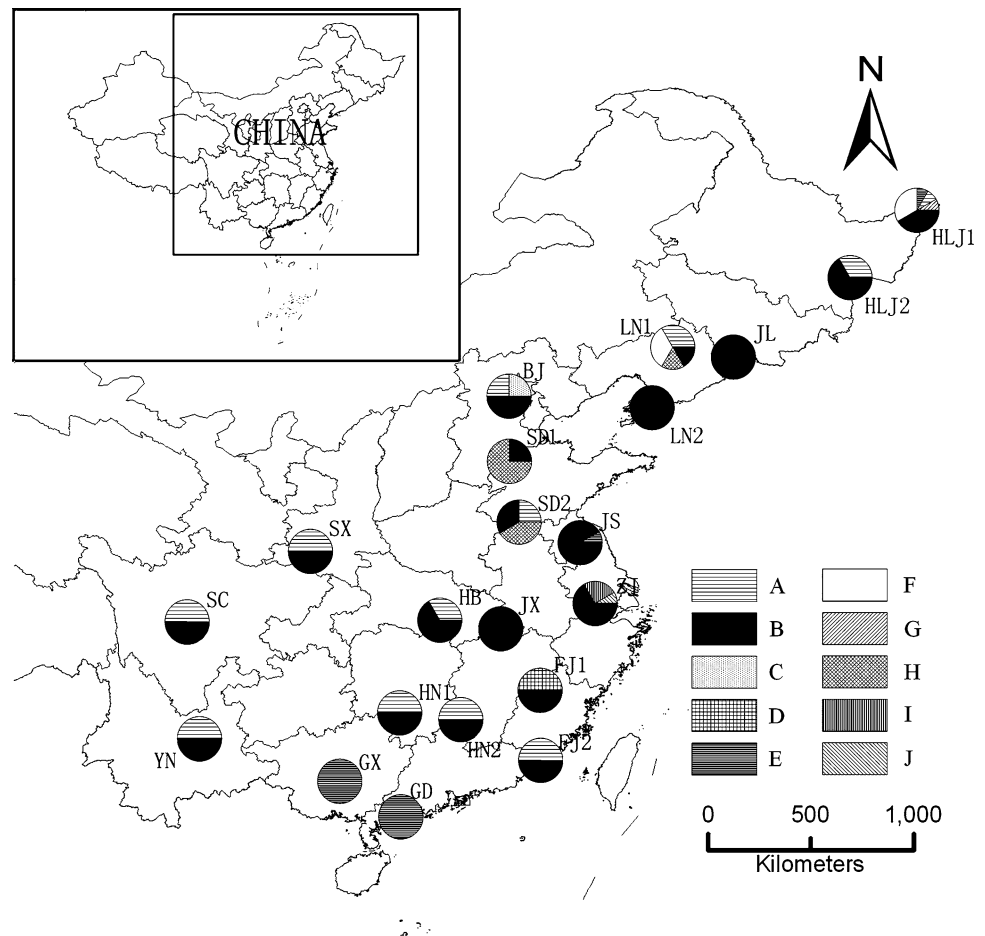 CHINA
N
HLJ1
HLJ2
LN1
JL
BJ
LN2
SD1
SD2
JS
SX
ZJ
SC
HB
JX
FJ1
HN1
HN2
FJ2
YN
GX
GD
A
B
C
D
E
F
G
H
I
J
0 500 1,000
Kilometers